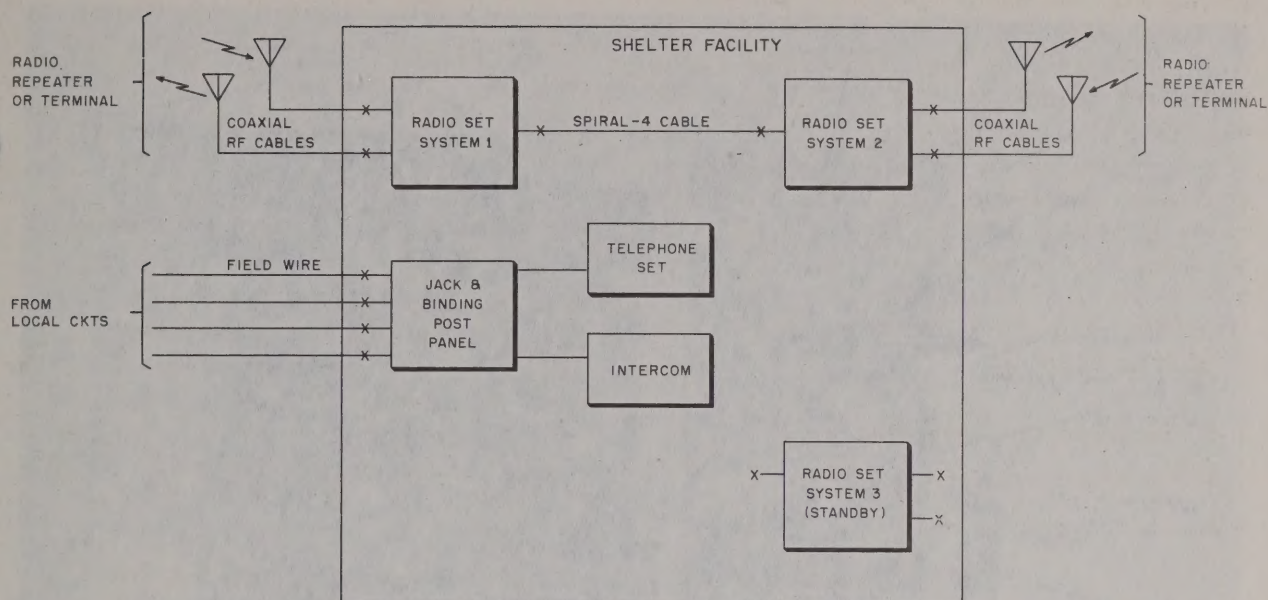 SHELTER FACILITY
RADIO
REPEATER
OR TERMINAL
COAXIAL
RF CABLES
X
X
RADIO SET
SYSTEM 1
X
SPIRAL-4 CABLE
X
RADIO SET
SYSTEM 2
X
X
COAXIAL
RF CABLES
RADIO
REPEATER
OR TERMINAL
FROM
LOCAL CKTS
FIELD WIRE
X
X
X
X
JACK &
BINDING
POST
PANEL
TELEPHONE
SET
INTERCOM
X
RADIO SET
SYSTEM 3
(STANDBY)
X
X